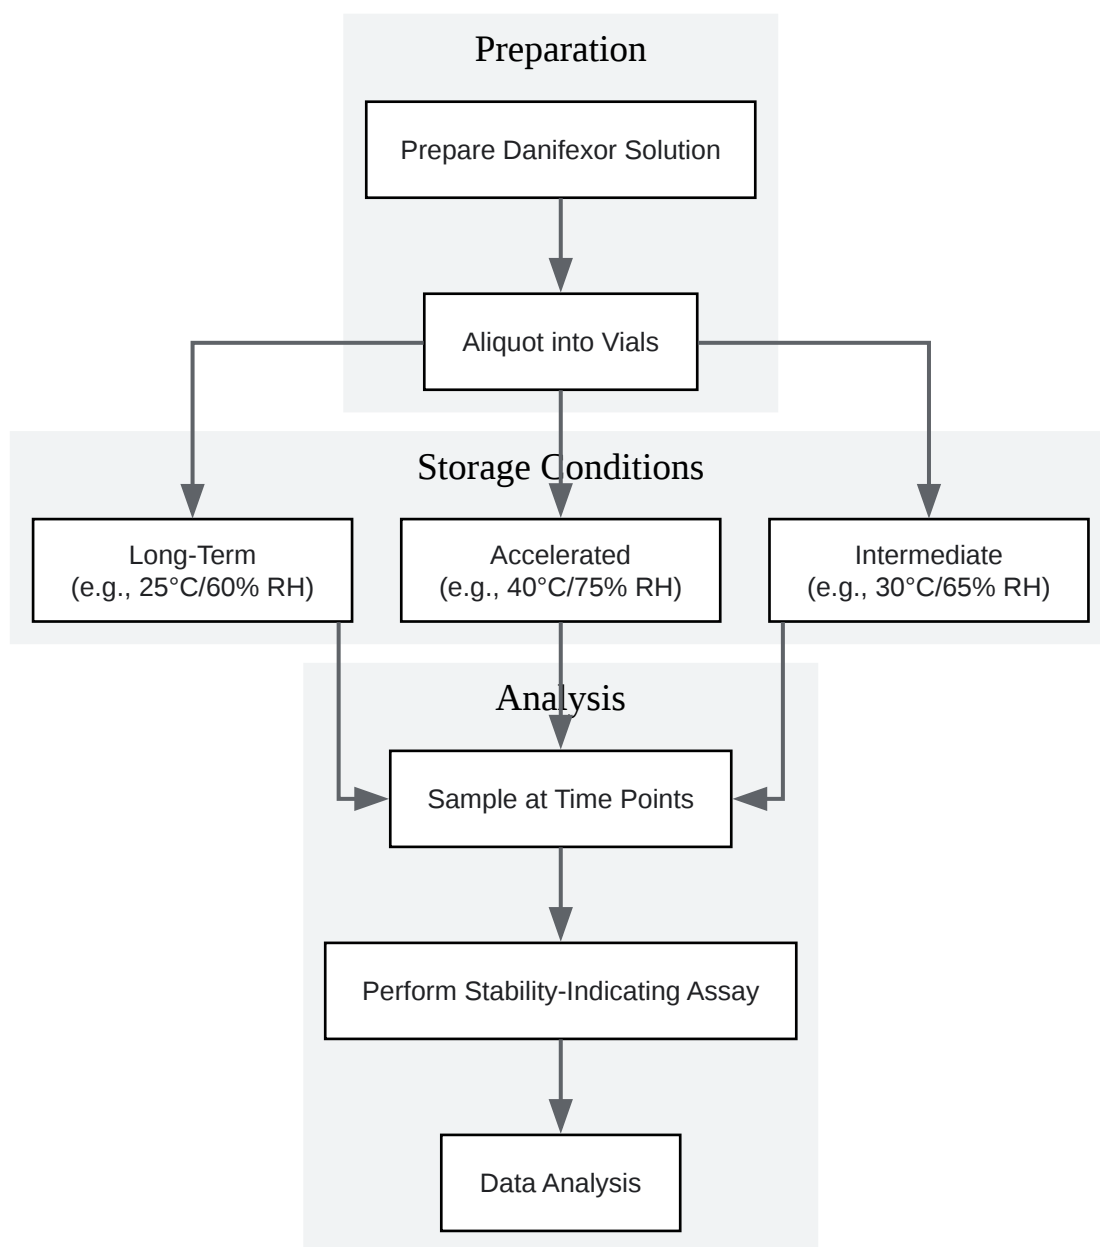 Preparation
Prepare Danifexor Solution
Aliquot into Vials
Storage Conditions
Long-Term
(e.g., 25°C/60% RH)
Accelerated
(e.g., 40°C/75% RH)
Intermediate
(e.g., 30°C/65% RH)
Analysis
Sample at Time Points
Perform Stability-Indicating Assay
Data Analysis